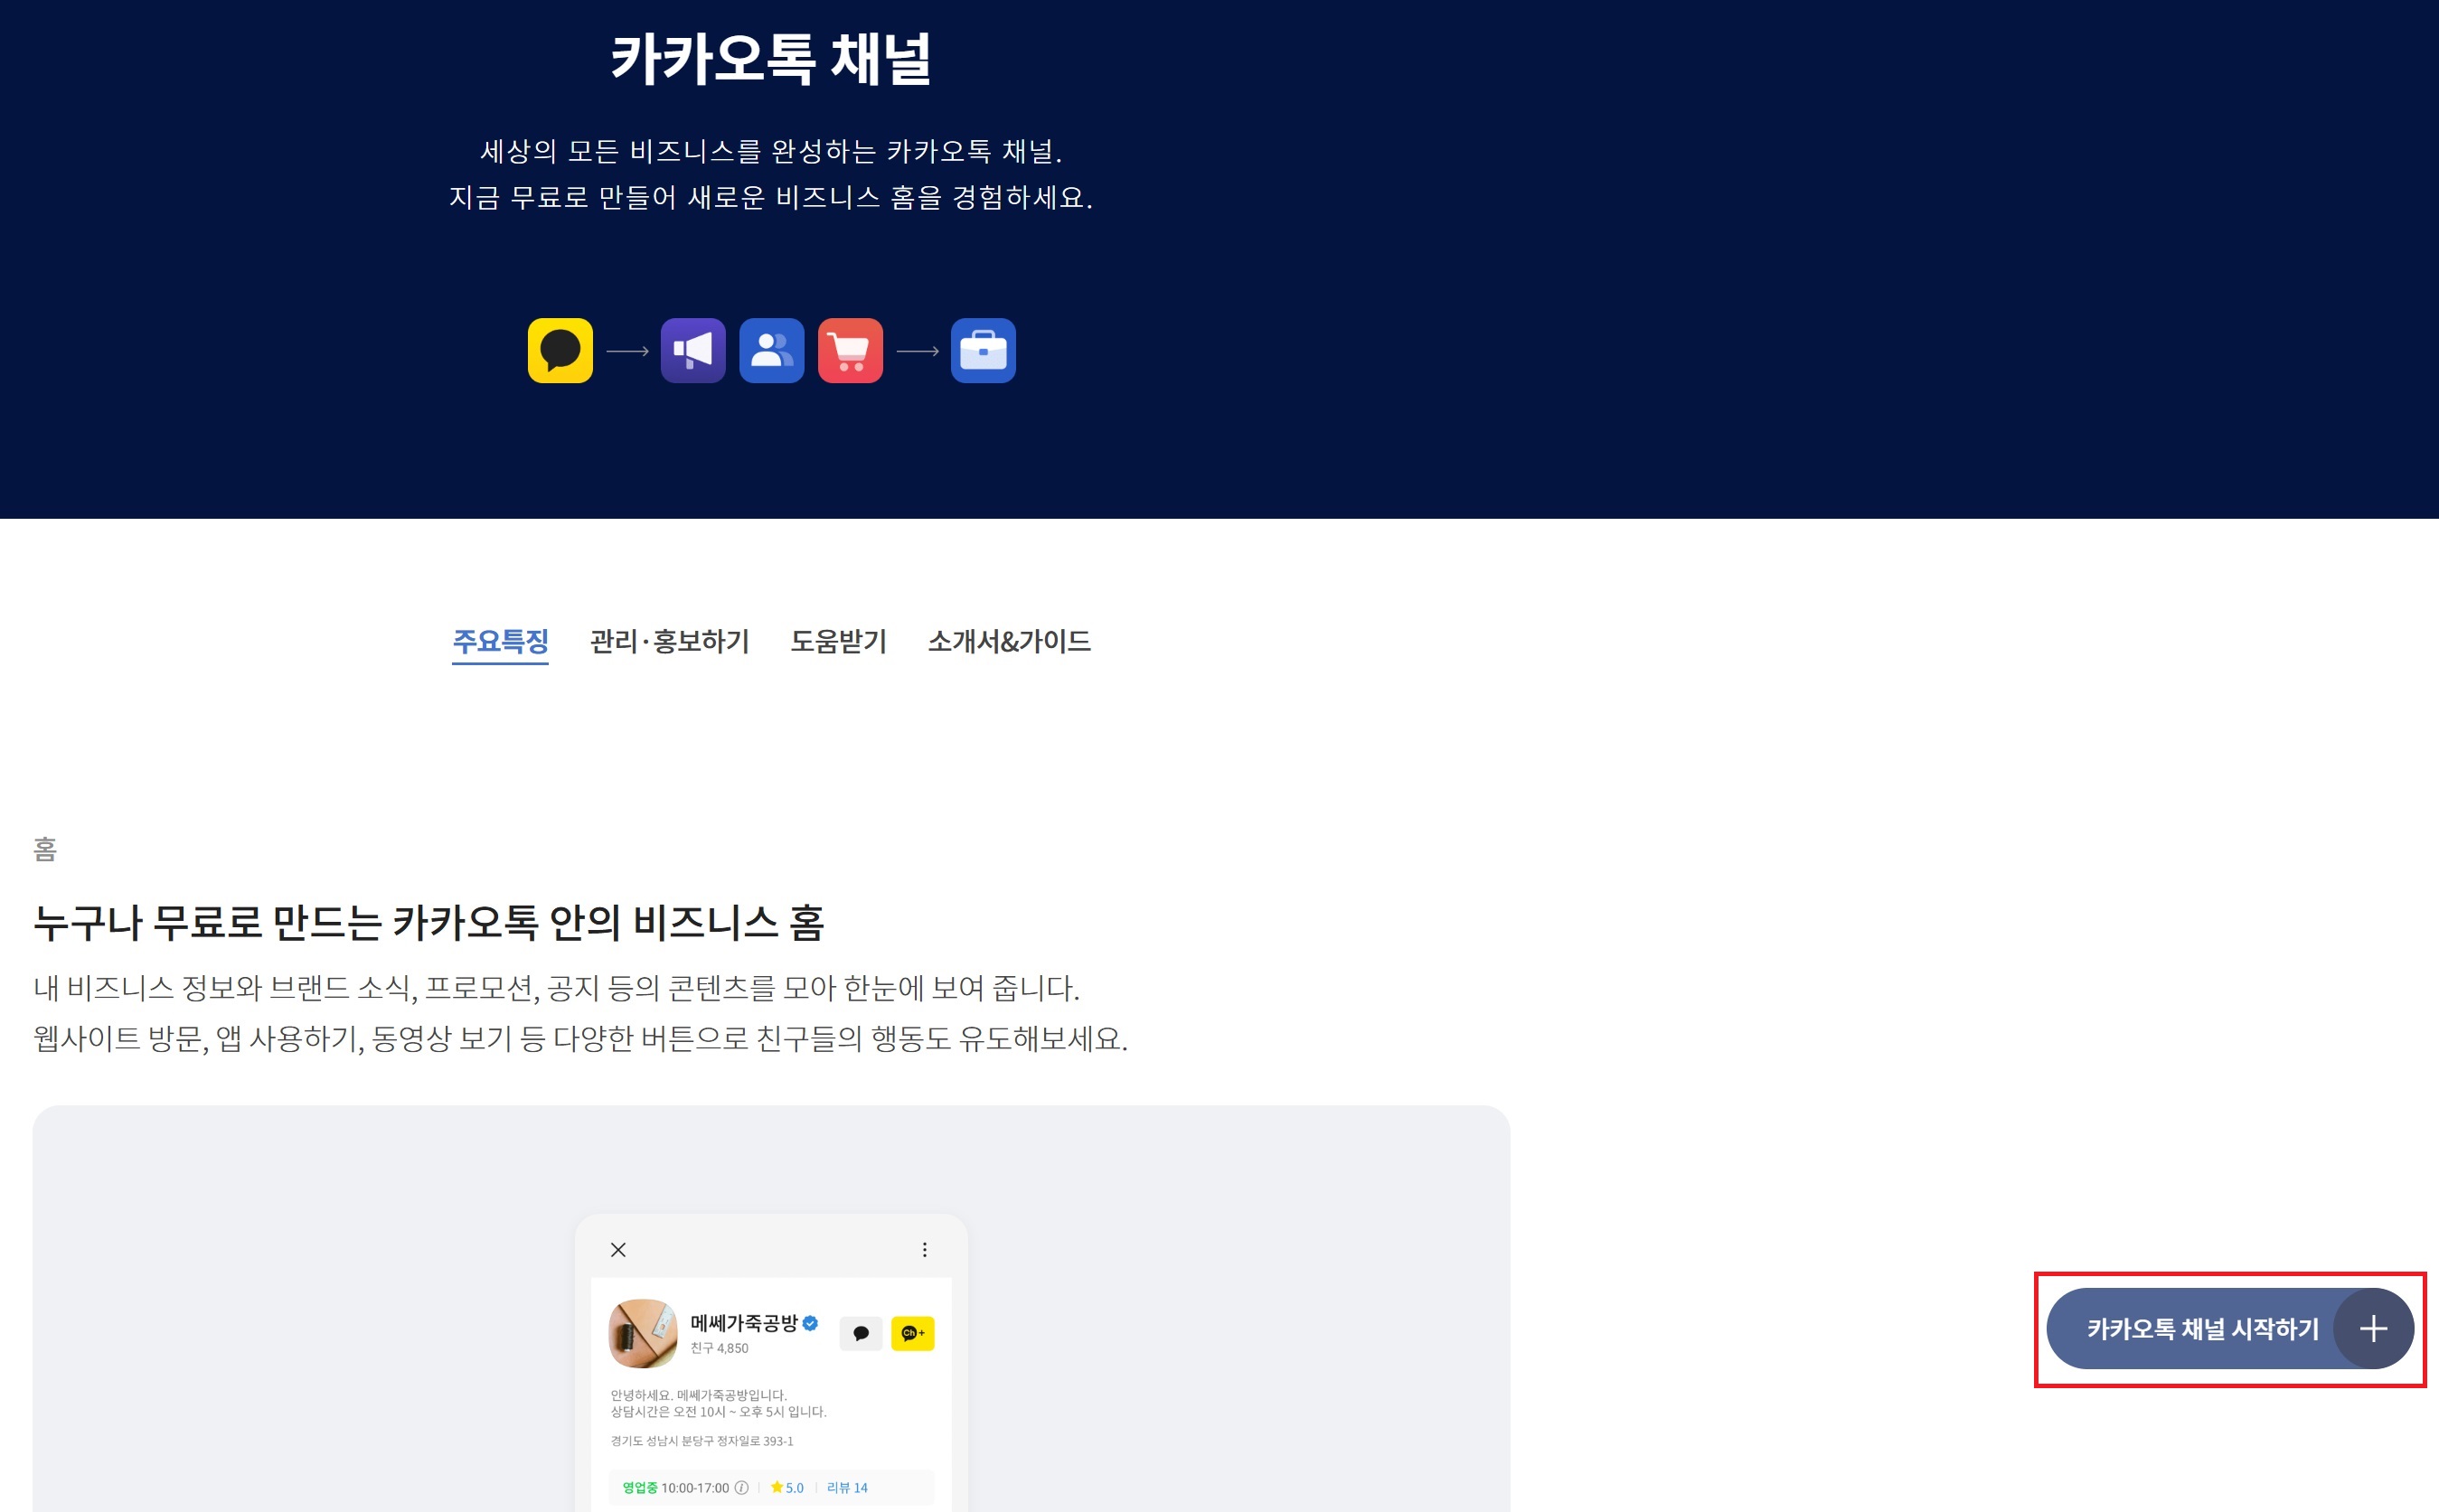 카카오톡 채널
세상의 모든 비즈니스를 완성하는 카카오톡 채널.
지금 무료로 만들어 새로운 비즈니스 홈을 경험하세요.
주요특징 관리·홍보하기 도움받기 소개서&가이드
홈
누구나 무료로 만드는 카카오톡 안의 비즈니스 홈
내 비즈니스 정보와 브랜드 소식, 프로모션, 공지 등의 콘텐츠를 모아 한눈에 보여 줍니다.
웹사이트 방문, 앱 사용하기, 동영상 보기 등 다양한 버튼으로 친구들의 행동도 유도해보세요.
메쎄가죽공방
Ch+
친구 4,850
안녕하세요. 메쎄가죽공방입니다.
상담시간은 오전 10시 ~ 오후 5시 입니다.
경기도 성남시 분당구 정자일로 393-1
영업중 10:00-17:00 5.0 리뷰 14
카카오톡 채널 시작하기